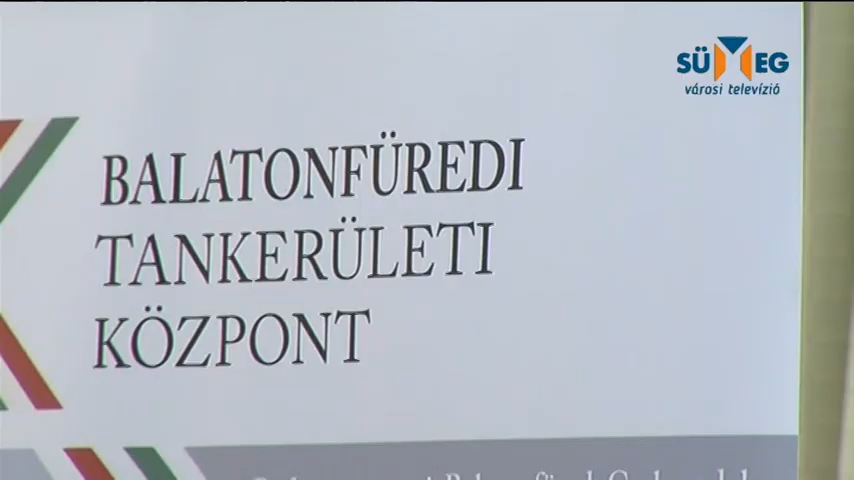 SÜMEG
városi televízió
BALATONFÜREDI
TANKERÜLETI
KÖZPONT